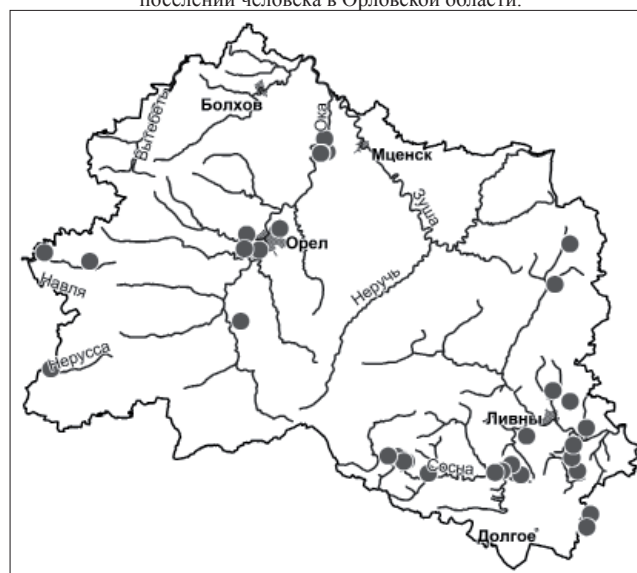 поселений человека в Орловской области.
Болхов
Вытебеть
Ока
Мценск
Зуша
Орел
Неручь
Навля
Нерусса
Ливны
Сосна
Долгое